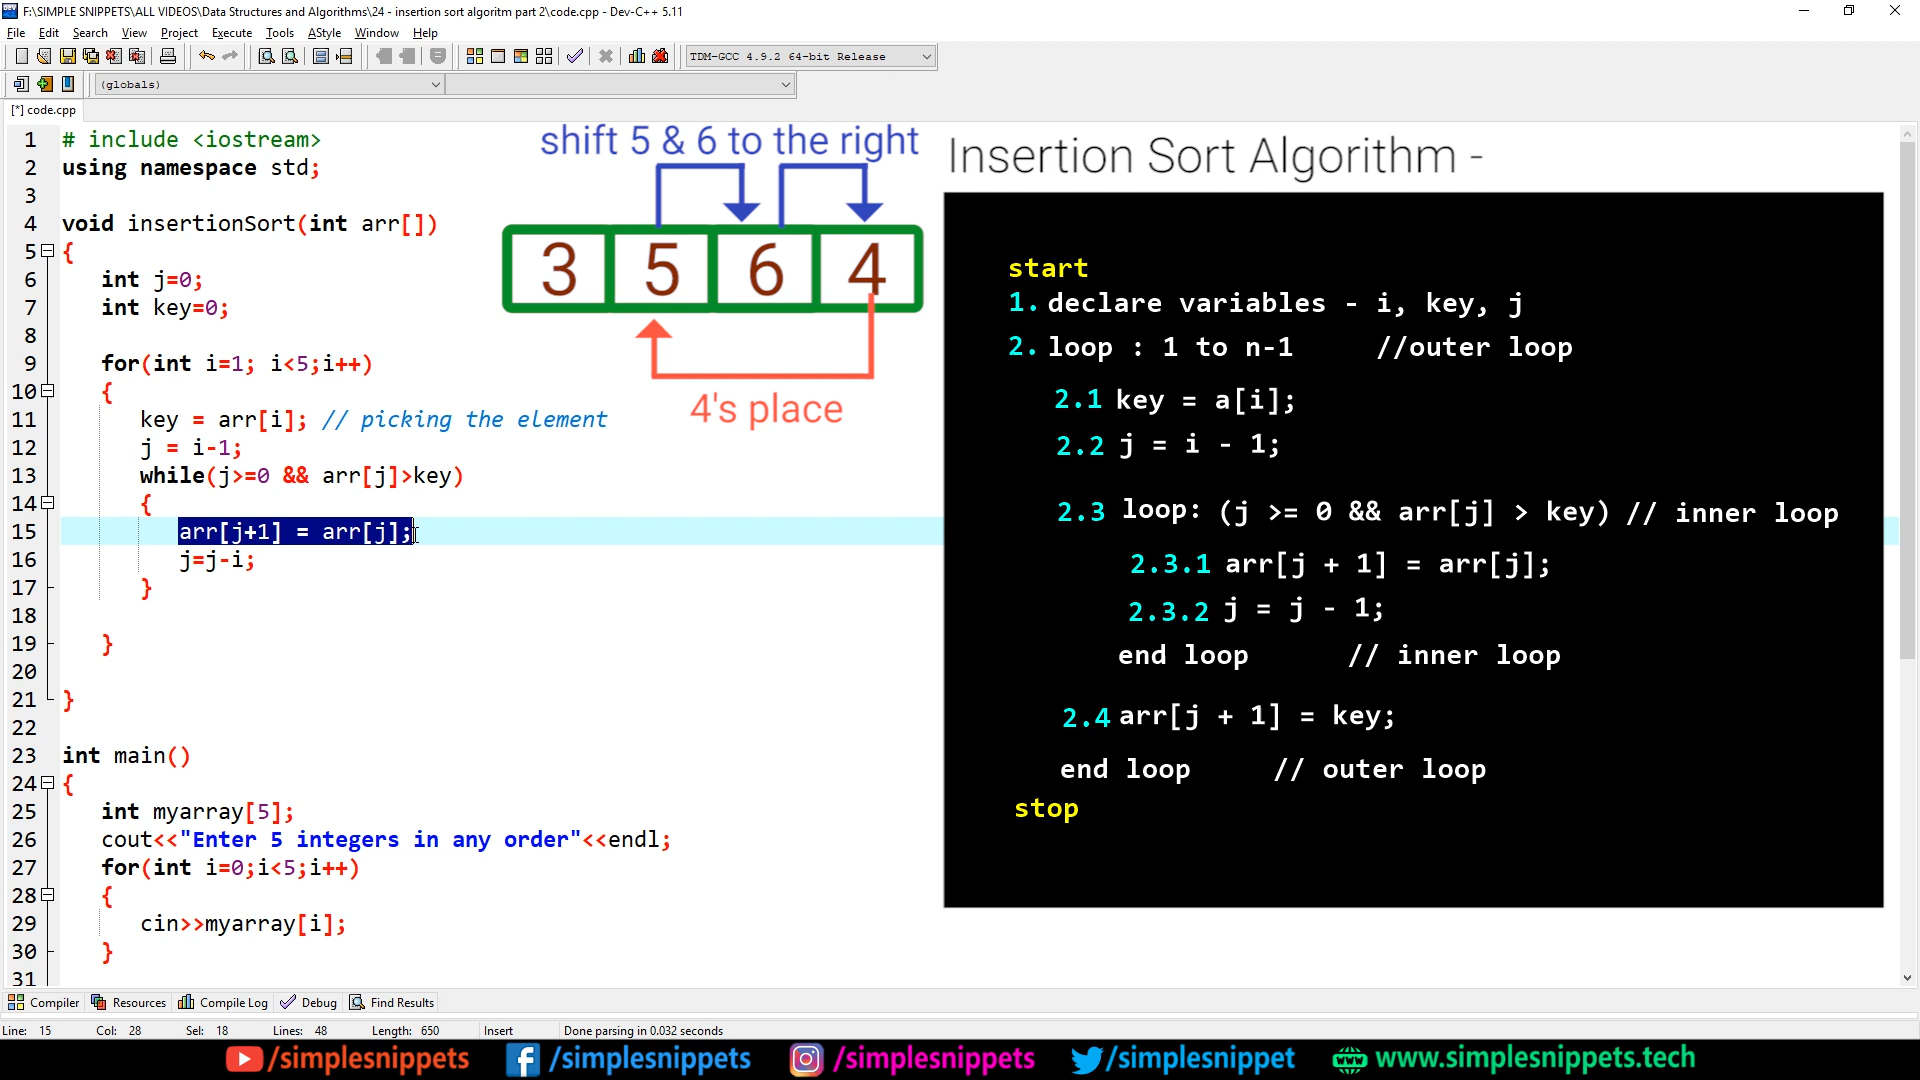 F:\SIMPLE SNIPPETS\ALL VIDEOS\Data Structures and Algorithms\24 - insertion sort algoritm part 2\code.cpp - Dev-C++ 5.11
File Edit Search View Project Execute Tools AStyle Window Help
TDM-GCC 4.9.2 64-bit Release
(globals)
[*] code.cpp
1 # include <iostream>
2 using namespace std;
3
4 void insertionSort(int arr[])
5 {
6 int j=0;
7 int key=0;
8
9 for(int i=1; i<5;i++)
10 {
11 key = arr[i]; // picking the element
12 j = i-1;
13 while(j>=0 && arr[j]>key)
14 {
15 arr[j+1] = arr[j];
16 j=j-i;
17 }
18
19 }
20
21 }
22
23 int main()
24 {
25 int myarray[5];
26 cout<<"Enter 5 integers in any order"<<endl;
27 for(int i=0;i<5;i++)
28 {
29 cin>>myarray[i];
30 }
31
shift 5 & 6 to the right
3 5 6 4
4's place
Insertion Sort Algorithm -
start
1. declare variables - i, key, j
2. loop : 1 to n-1 //outer loop
2.1 key = a[i];
2.2 j = i - 1;
2.3 loop: (j >= 0 && arr[j] > key) // inner loop
2.3.1 arr[j + 1] = arr[j];
2.3.2 j = j - 1;
end loop // inner loop
2.4 arr[j + 1] = key;
end loop // outer loop
stop
Compiler Resources Compile Log Debug Find Results
Line: 15 Col: 28 Sel: 18 Lines: 48 Length: 650 Insert Done parsing in 0.032 seconds
/simplesnippets /simplesnippets /simplesnippets /simplesnippets www.simplesnippets.tech